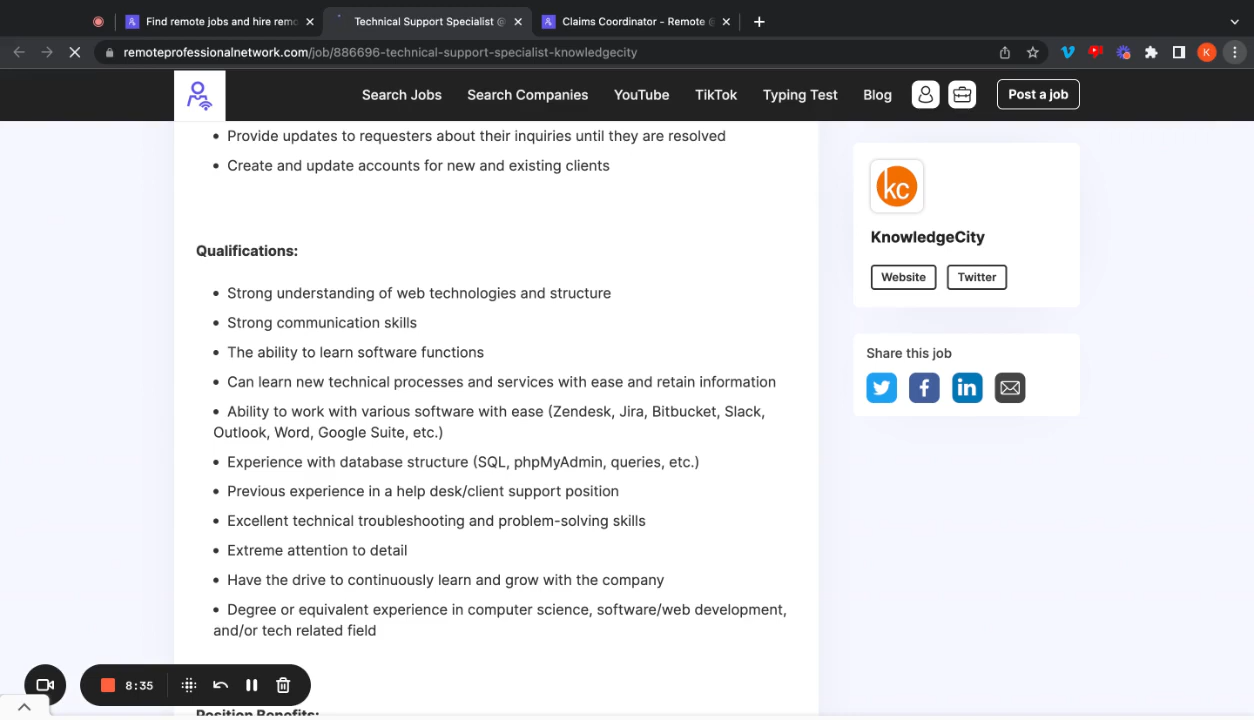 Find remote jobs and hire remo
Technical Support Specialist @
Claims Coordinator - Remote @
remoteprofessionalnetwork.com/job/886696-technical-support-specialist-knowledgecity
K
Search Jobs
Search Companies
YouTube
TikTok
Typing Test
Blog
Post a job
• Provide updates to requesters about their inquiries until they are resolved
• Create and update accounts for new and existing clients
Qualifications:
• Strong understanding of web technologies and structure
• Strong communication skills
• The ability to learn software functions
• Can learn new technical processes and services with ease and retain information
• Ability to work with various software with ease (Zendesk, Jira, Bitbucket, Slack,
Outlook, Word, Google Suite, etc.)
• Experience with database structure (SQL, phpMyAdmin, queries, etc.)
• Previous experience in a help desk/client support position
• Excellent technical troubleshooting and problem-solving skills
• Extreme attention to detail
• Have the drive to continuously learn and grow with the company
• Degree or equivalent experience in computer science, software/web development,
and/or tech related field
Position Benefits:
kc
KnowledgeCity
Website
Twitter
Share this job
f
in
8:35